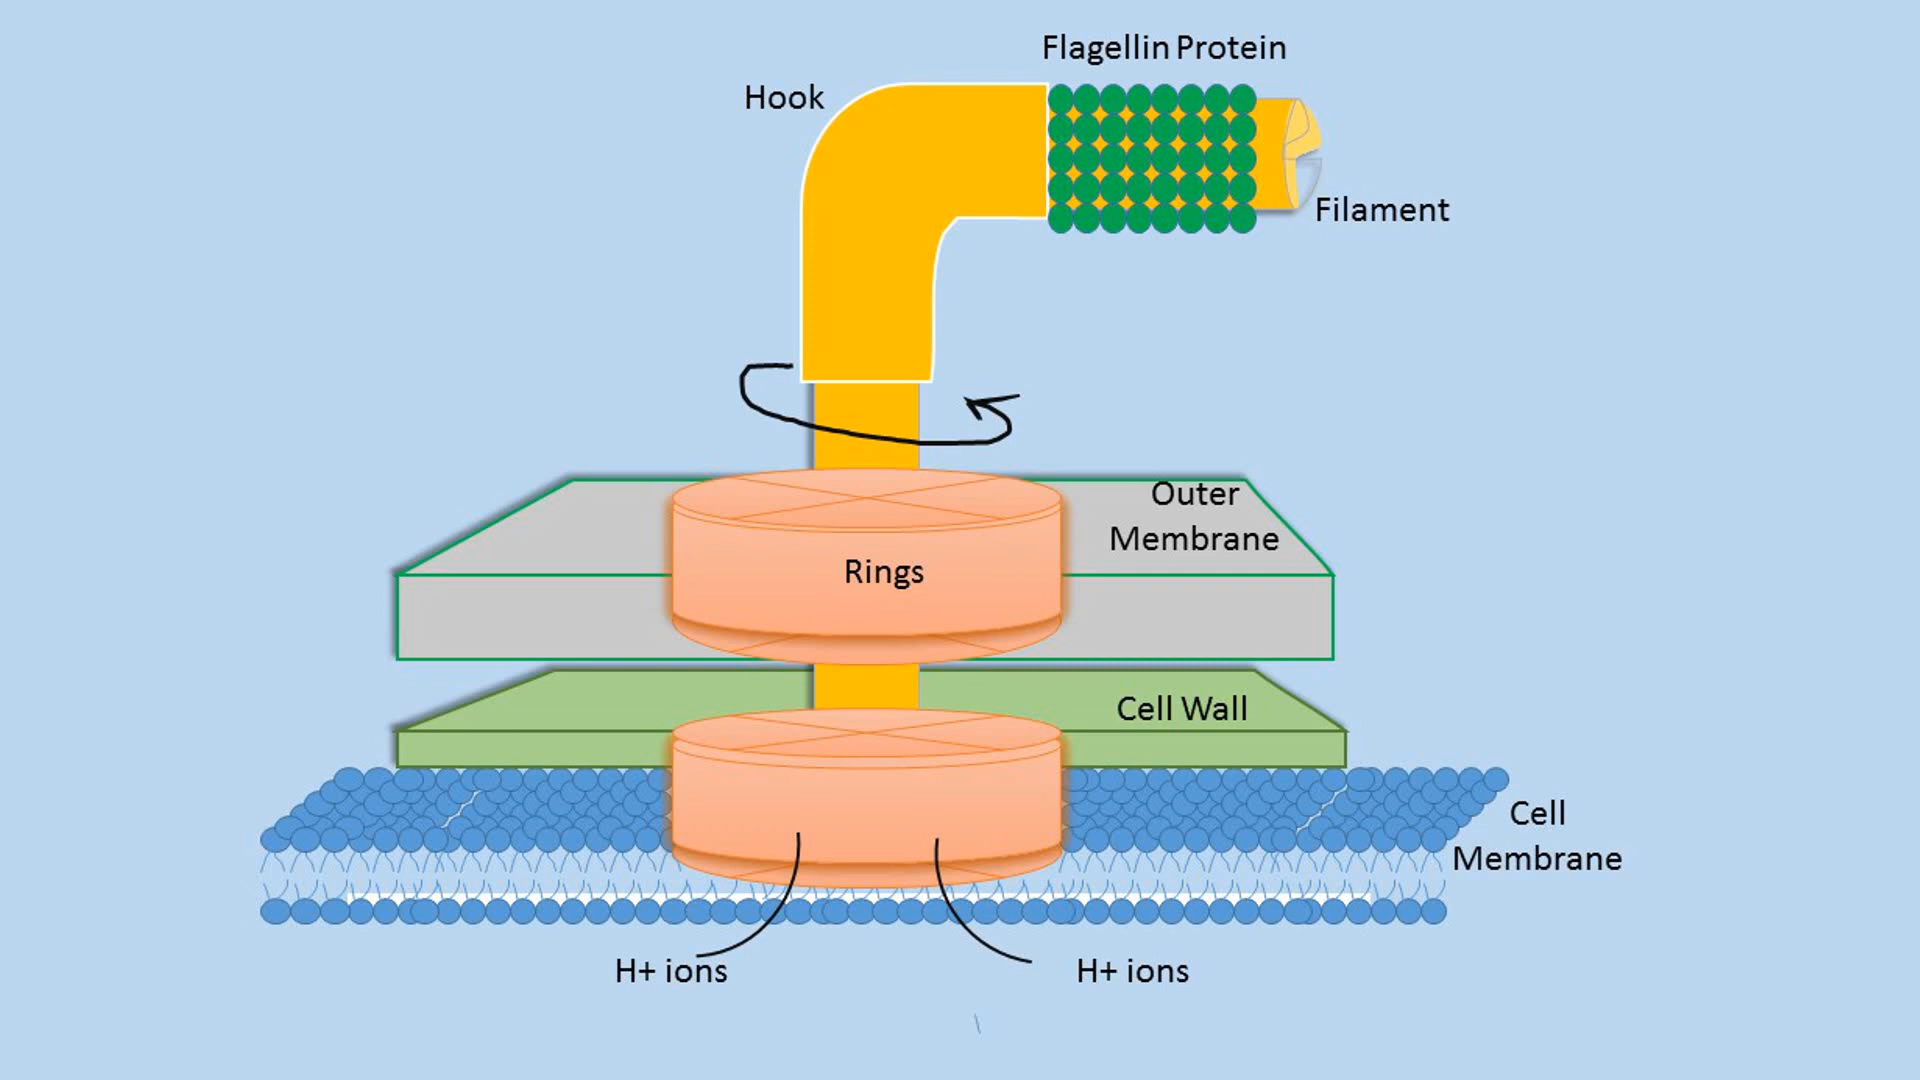 Flagellin Protein
Hook
Filament
Outer
Membrane
Rings
Cell Wall
Cell
Membrane
H+ ions
H+ ions